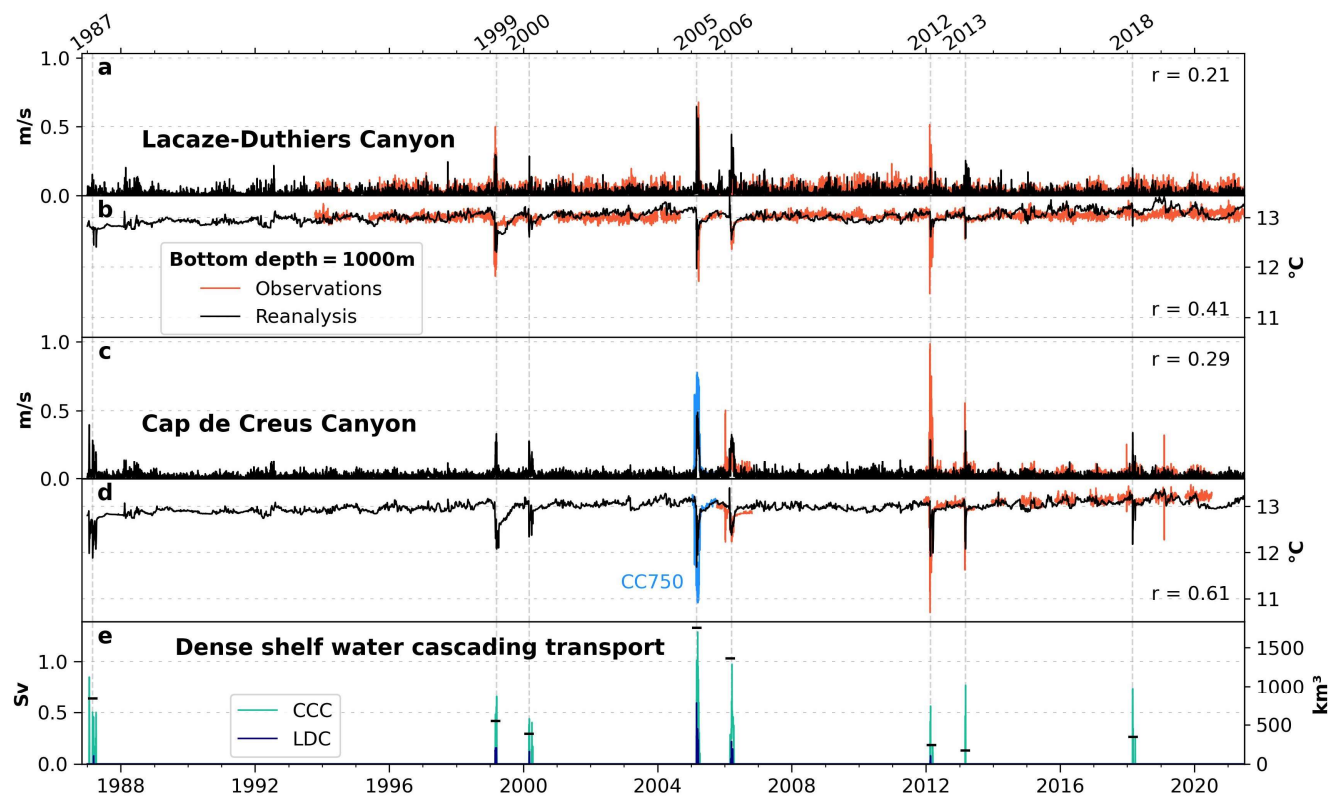 1987 1999 2000 2005 2006 2012 2013 2018
a
1.0
r = 0.21
m/s
0.5
Lacaze-Duthiers Canyon
0.0
b
13
Bottom depth = 1000m
12
°C
Observations
Reanalysis
r = 0.41
11
c
1.0
r = 0.29
m/s
0.5
Cap de Creus Canyon
0.0
d
13
12
°C
CC750
r = 0.61
11
e
Dense shelf water cascading transport
1500
1.0
Sv
1000
km³
CCC
0.5
500
LDC
0.0
0
1988 1992 1996 2000 2004 2008 2012 2016 2020